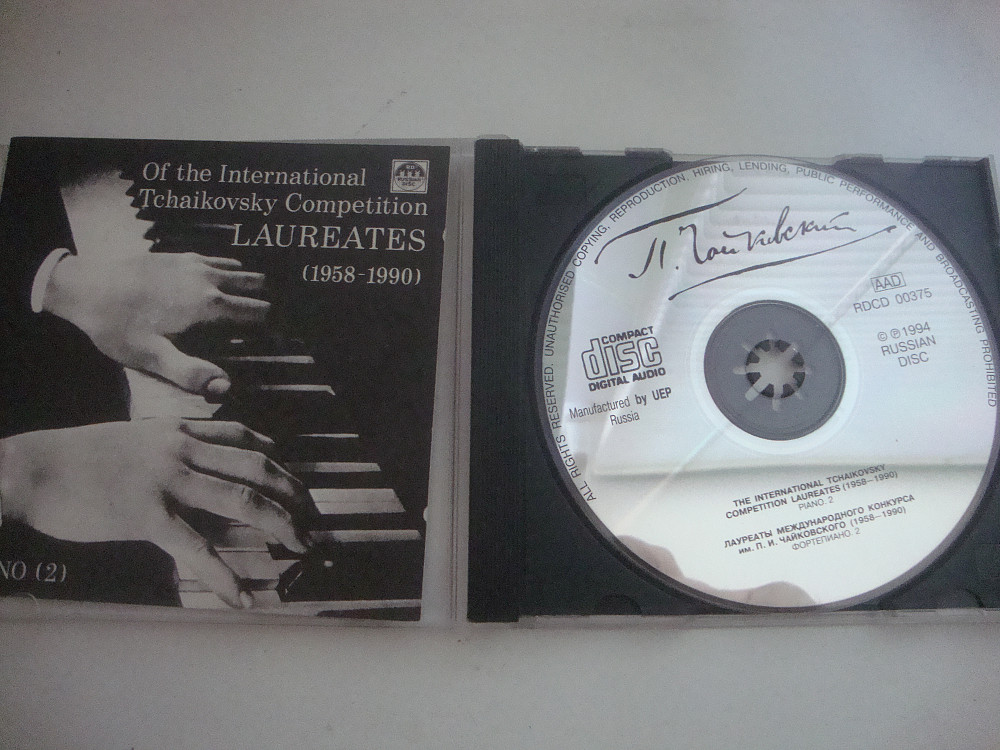 Of the International
Tchaikovsky Competition
LAUREATES
(1958-1990)
NO (2)
ALL RIGHTS RESERVED. UNAUTHORISED COPYING, REPRODUCTION, HIRING, LENDING, PUBLIC PERFORMANCE AND BROADCASTING PROHIBITED
П. Чайковский
AAD
RDCD 00375
COMPACT
disc
DIGITAL AUDIO
© ℗ 1994
RUSSIAN
DISC
Manufactured by UEP
Russia
THE INTERNATIONAL TCHAIKOVSKY
COMPETITION LAUREATES (1958—1990)
PIANO. 2
ЛАУРЕАТЫ МЕЖДУНАРОДНОГО КОНКУРСА
им. П. И. ЧАЙКОВСКОГО (1958—1990)
ФОРТЕПИАНО. 2